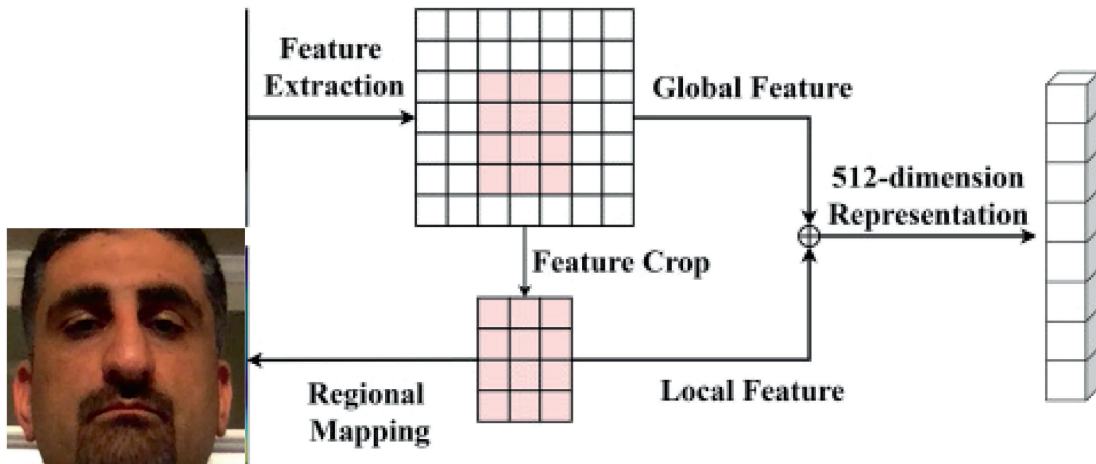 Feature
Extraction
Global Feature
512-dimension
Representation
Feature Crop
Regional
Mapping
Local Feature